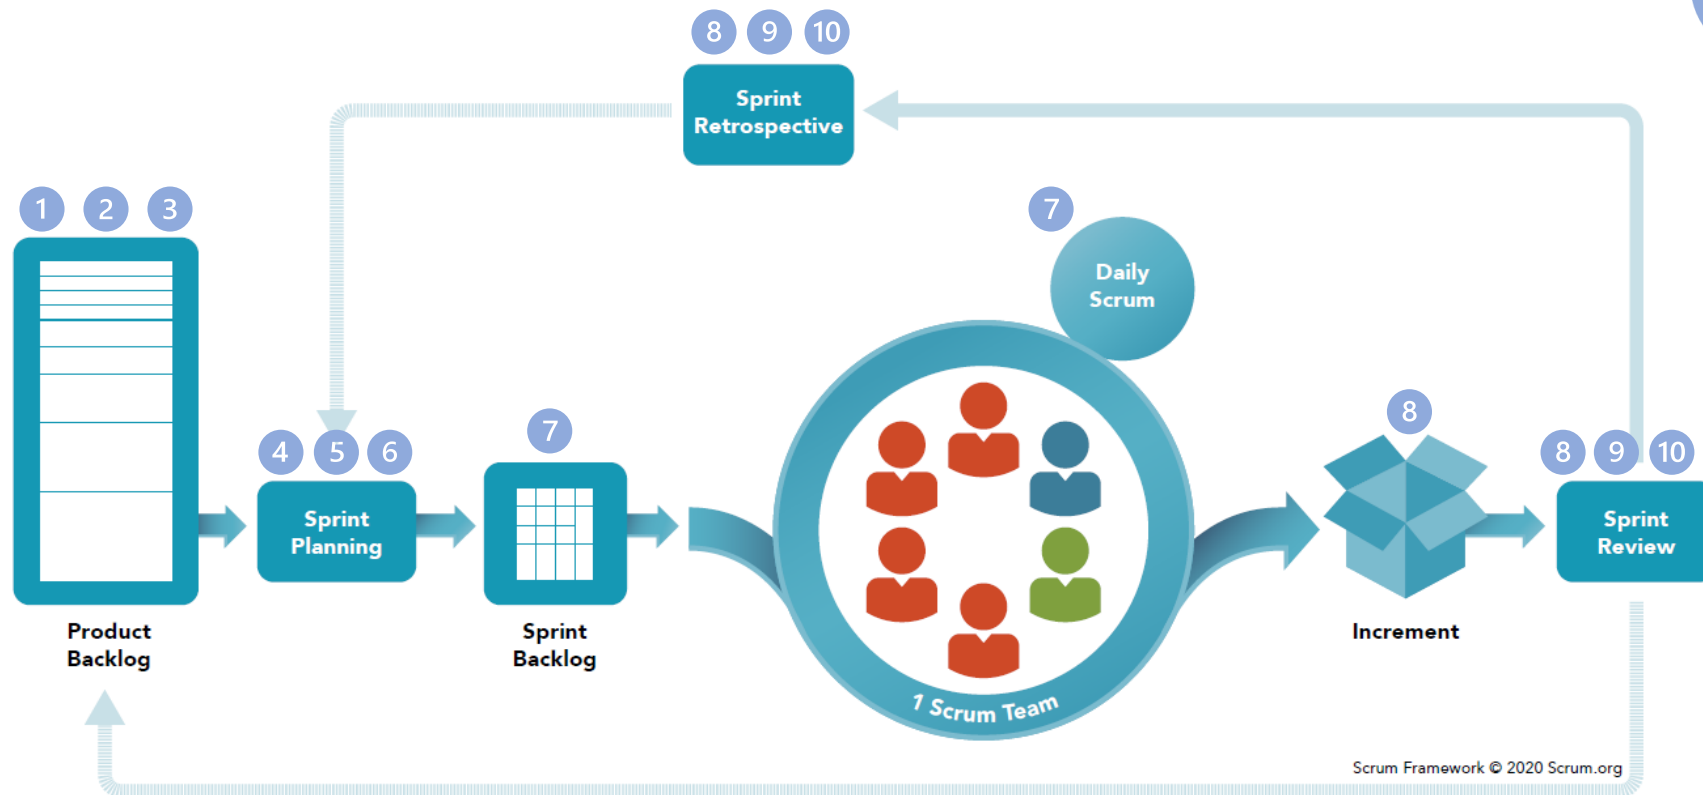 8 9 10
Sprint
Retrospective
1 2 3
7
Daily
Scrum
8
4 5 6
7
8 9 10
Sprint
Planning
Sprint
Review
Product
Backlog
Sprint
Backlog
Increment
1 Scrum Team
Scrum Framework © 2020 Scrum.org